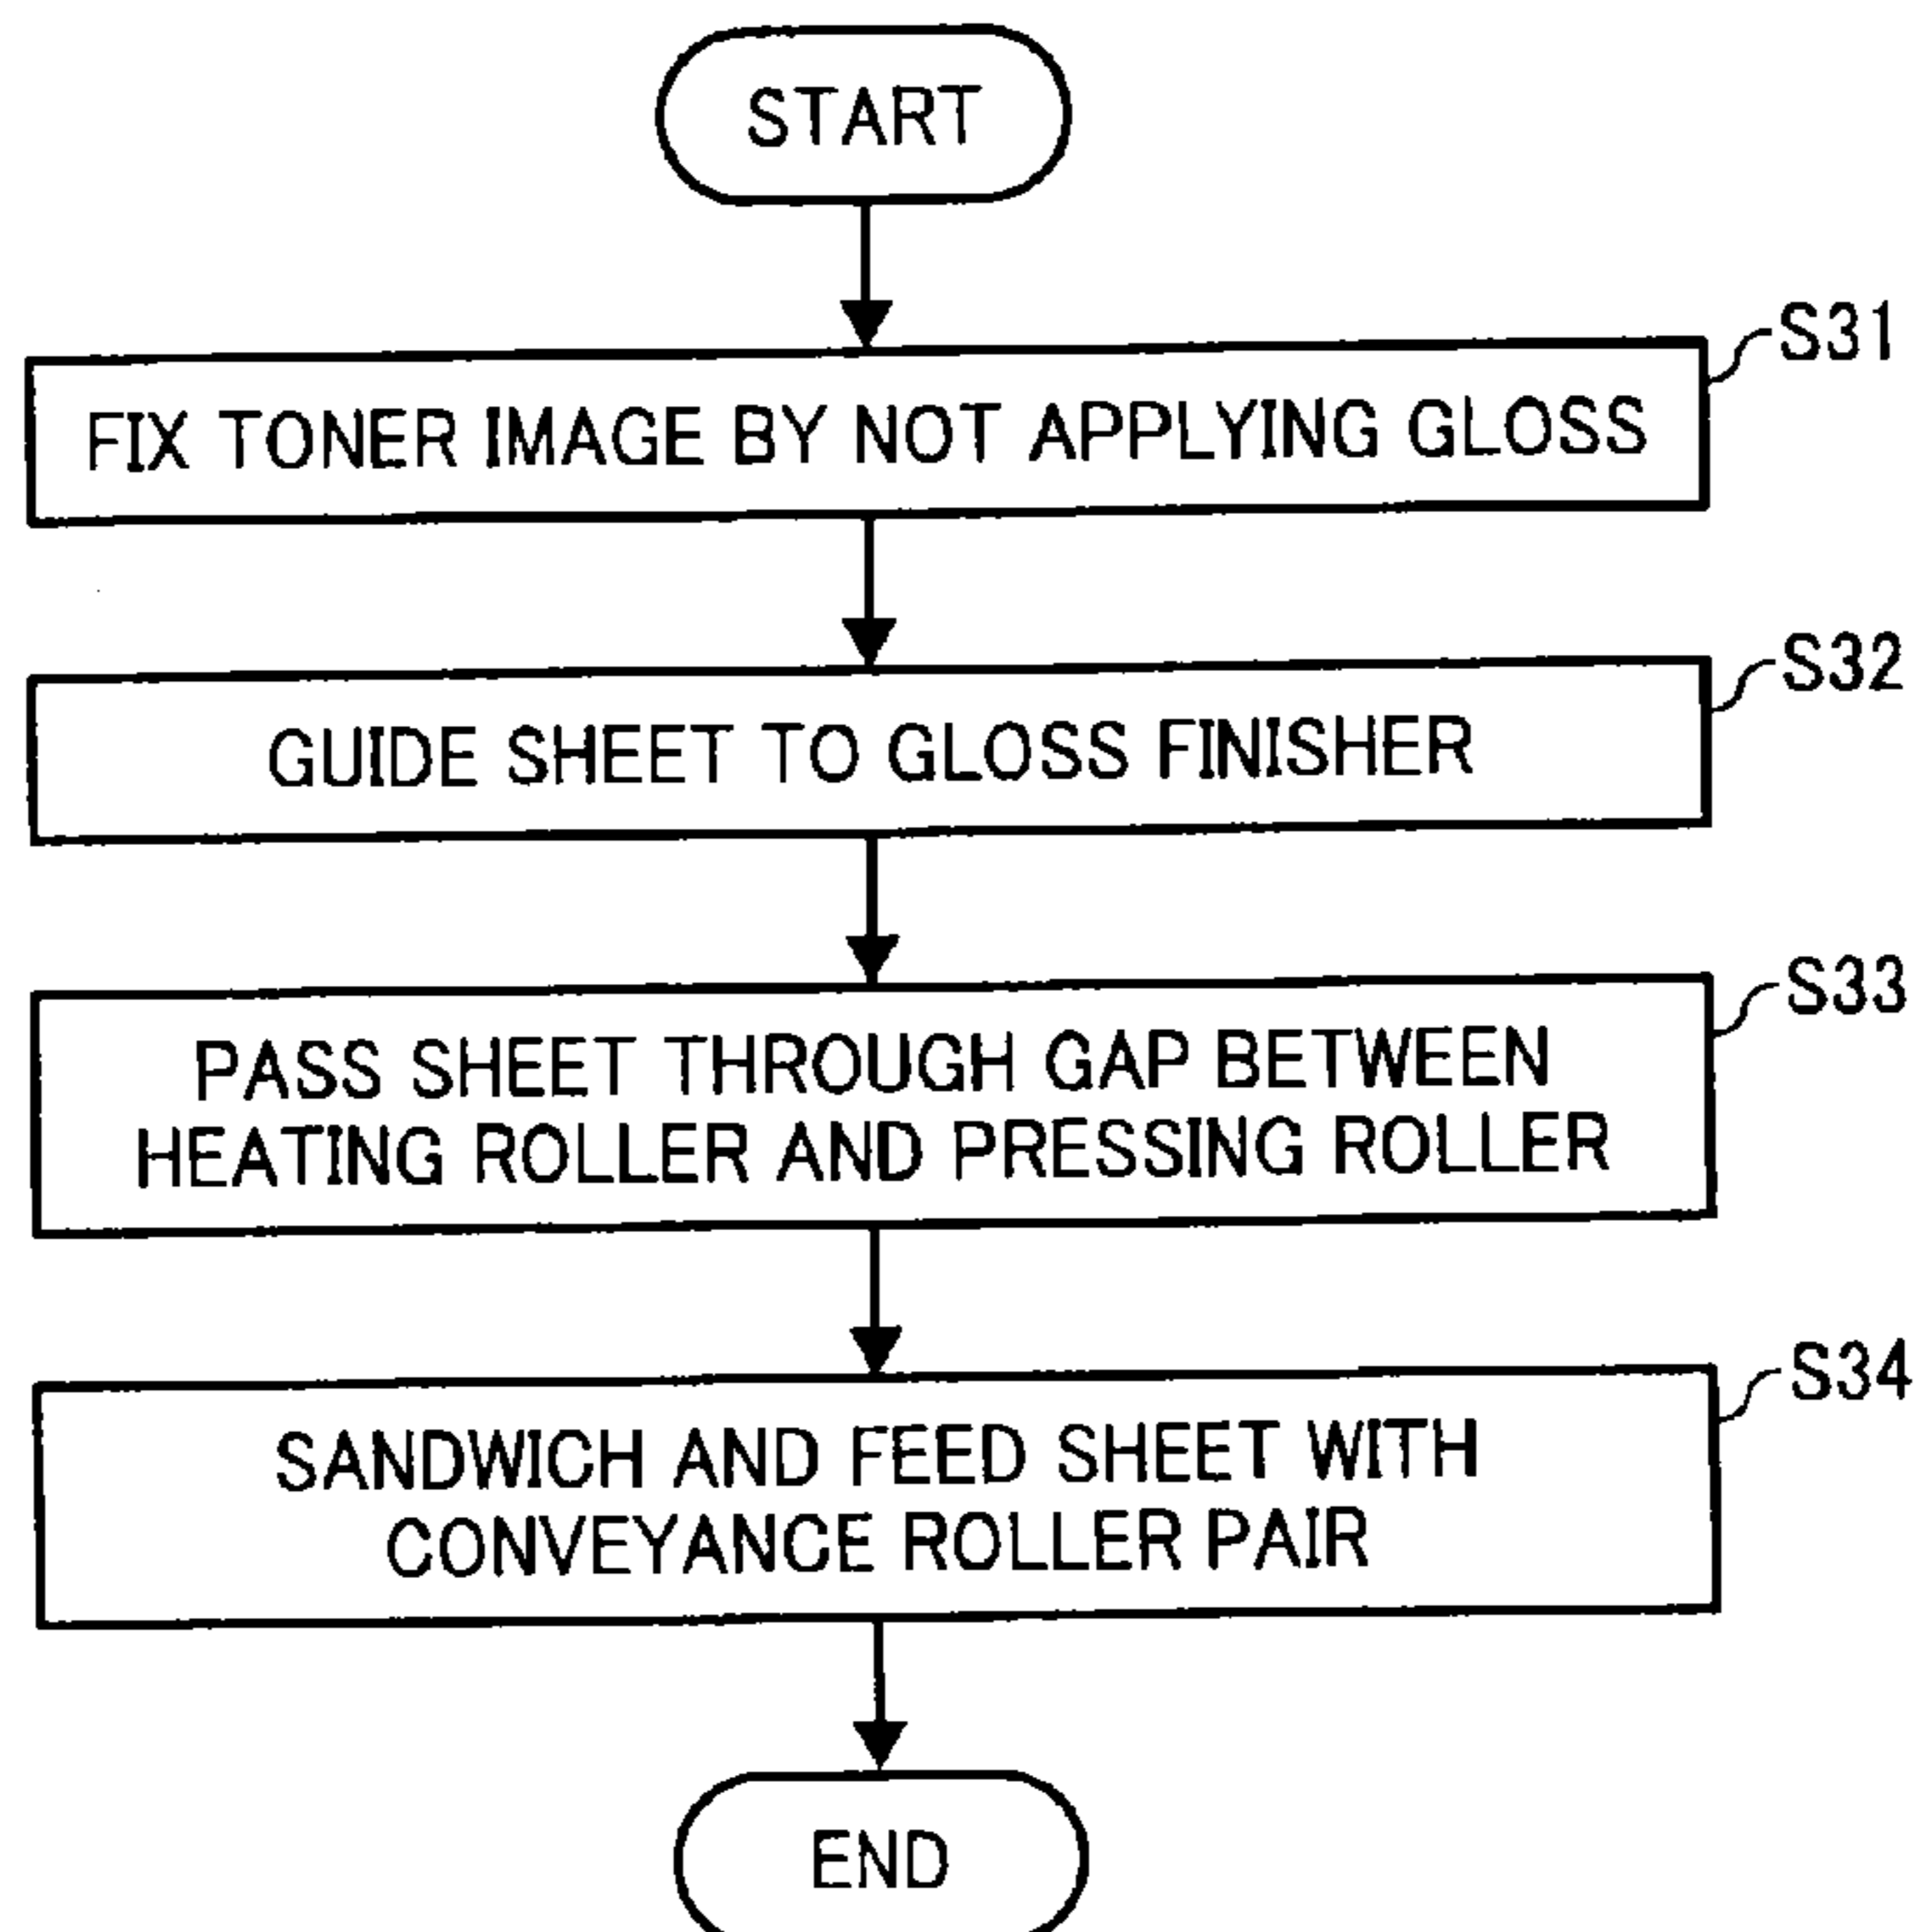 START
S31
FIX TONER IMAGE BY NOT APPLYING GLOSS
S32
GUIDE SHEET TO GLOSS FINISHER
S33
PASS SHEET THROUGH GAP BETWEEN
HEATING ROLLER AND PRESSING ROLLER
S34
SANDWICH AND FEED SHEET WITH
CONVEYANCE ROLLER PAIR
END